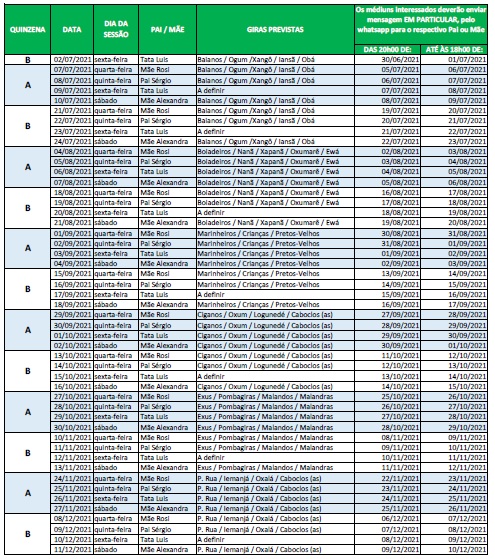 QUINZENA DATA DIA DA SESSÃO PAI / MÃE GIRAS PREVISTAS Os médiuns interessados deverão enviar
mensagem EM PARTICULAR, pelo
whatsapp para o respectivo Pai ou Mãe
DAS 20h00 DE: ATÉ ÀS 18h00 DE:
B 02/07/2021 sexta-feira Tata Luis Baianos / Ogum /Xangô / Iansã / Obá 30/06/2021 01/07/2021
A 07/07/2021 quarta-feira Mãe Rosi Baianos / Ogum /Xangô / Iansã / Obá 05/07/2021 06/07/2021
08/07/2021 quinta-feira Pai Sérgio Baianos / Ogum /Xangô / Iansã / Obá 06/07/2021 07/07/2021
09/07/2021 sexta-feira Tata Luis A definir 07/07/2021 08/07/2021
10/07/2021 sábado Mãe Alexandra Baianos / Ogum /Xangô / Iansã / Obá 08/07/2021 09/07/2021
B 21/07/2021 quarta-feira Mãe Rosi Baianos / Ogum /Xangô / Iansã / Obá 19/07/2021 20/07/2021
22/07/2021 quinta-feira Pai Sérgio Baianos / Ogum /Xangô / Iansã / Obá 20/07/2021 21/07/2021
23/07/2021 sexta-feira Tata Luis A definir 21/07/2021 22/07/2021
24/07/2021 sábado Mãe Alexandra Baianos / Ogum /Xangô / Iansã / Obá 22/07/2021 23/07/2021
A 04/08/2021 quarta-feira Mãe Rosi Boiadeiros / Nanã / Xapanã / Oxumarê / Ewá 02/08/2021 03/08/2021
05/08/2021 quinta-feira Pai Sérgio Boiadeiros / Nanã / Xapanã / Oxumarê / Ewá 03/08/2021 04/08/2021
06/08/2021 sexta-feira Tata Luis Boiadeiros / Nanã / Xapanã / Oxumarê / Ewá 04/08/2021 05/08/2021
07/08/2021 sábado Mãe Alexandra Boiadeiros / Nanã / Xapanã / Oxumarê / Ewá 05/08/2021 06/08/2021
B 18/08/2021 quarta-feira Mãe Rosi Boiadeiros / Nanã / Xapanã / Oxumarê / Ewá 16/08/2021 17/08/2021
19/08/2021 quinta-feira Pai Sérgio Boiadeiros / Nanã / Xapanã / Oxumarê / Ewá 17/08/2021 18/08/2021
20/08/2021 sexta-feira Tata Luis A definir 18/08/2021 19/08/2021
21/08/2021 sábado Mãe Alexandra Boiadeiros / Nanã / Xapanã / Oxumarê / Ewá 19/08/2021 20/08/2021
A 01/09/2021 quarta-feira Mãe Rosi Marinheiros / Crianças / Pretos-Velhos 30/08/2021 31/08/2021
02/09/2021 quinta-feira Pai Sérgio Marinheiros / Crianças / Pretos-Velhos 31/08/2021 01/09/2021
03/09/2021 sexta-feira Tata Luis Marinheiros / Crianças / Pretos-Velhos 01/09/2021 02/09/2021
04/09/2021 sábado Mãe Alexandra Marinheiros / Crianças / Pretos-Velhos 02/09/2021 03/09/2021
B 15/09/2021 quarta-feira Mãe Rosi Marinheiros / Crianças / Pretos-Velhos 13/09/2021 14/09/2021
16/09/2021 quinta-feira Pai Sérgio Marinheiros / Crianças / Pretos-Velhos 14/09/2021 15/09/2021
17/09/2021 sexta-feira Tata Luis A definir 15/09/2021 16/09/2021
18/09/2021 sábado Mãe Alexandra Marinheiros / Crianças / Pretos-Velhos 16/09/2021 17/09/2021
A 29/09/2021 quarta-feira Mãe Rosi Ciganos / Oxum / Logunedé / Caboclos (as) 27/09/2021 28/09/2021
30/09/2021 quinta-feira Pai Sérgio Ciganos / Oxum / Logunedé / Caboclos (as) 28/09/2021 29/09/2021
01/10/2021 sexta-feira Tata Luis Ciganos / Oxum / Logunedé / Caboclos (as) 29/09/2021 30/09/2021
02/10/2021 sábado Mãe Alexandra Ciganos / Oxum / Logunedé / Caboclos (as) 30/09/2021 01/10/2021
B 13/10/2021 quarta-feira Mãe Rosi Ciganos / Oxum / Logunedé / Caboclos (as) 11/10/2021 12/10/2021
14/10/2021 quinta-feira Pai Sérgio Ciganos / Oxum / Logunedé / Caboclos (as) 12/10/2021 13/10/2021
15/10/2021 sexta-feira Tata Luis A definir 13/10/2021 14/10/2021
16/10/2021 sábado Mãe Alexandra Ciganos / Oxum / Logunedé / Caboclos (as) 14/10/2021 15/10/2021
A 27/10/2021 quarta-feira Mãe Rosi Exus / Pombagiras / Malandos / Malandras 25/10/2021 26/10/2021
28/10/2021 quinta-feira Pai Sérgio Exus / Pombagiras / Malandos / Malandras 26/10/2021 27/10/2021
29/10/2021 sexta-feira Tata Luis Exus / Pombagiras / Malandos / Malandras 27/10/2021 28/10/2021
30/10/2021 sábado Mãe Alexandra Exus / Pombagiras / Malandos / Malandras 28/10/2021 29/10/2021
B 10/11/2021 quarta-feira Mãe Rosi Exus / Pombagiras / Malandos / Malandras 08/11/2021 09/11/2021
11/11/2021 quinta-feira Pai Sérgio Exus / Pombagiras / Malandos / Malandras 09/11/2021 10/11/2021
12/11/2021 sexta-feira Tata Luis A definir 10/11/2021 11/11/2021
13/11/2021 sábado Mãe Alexandra Exus / Pombagiras / Malandos / Malandras 11/11/2021 12/11/2021
A 24/11/2021 quarta-feira Mãe Rosi P. Rua / Iemanjá / Oxalá / Caboclos (as) 22/11/2021 23/11/2021
25/11/2021 quinta-feira Pai Sérgio P. Rua / Iemanjá / Oxalá / Caboclos (as) 23/11/2021 24/11/2021
26/11/2021 sexta-feira Tata Luis P. Rua / Iemanjá / Oxalá / Caboclos (as) 24/11/2021 25/11/2021
27/11/2021 sábado Mãe Alexandra P. Rua / Iemanjá / Oxalá / Caboclos (as) 25/11/2021 26/11/2021
B 08/12/2021 quarta-feira Mãe Rosi P. Rua / Iemanjá / Oxalá / Caboclos (as) 06/12/2021 07/12/2021
09/12/2021 quinta-feira Pai Sérgio P. Rua / Iemanjá / Oxalá / Caboclos (as) 07/12/2021 08/12/2021
10/12/2021 sexta-feira Tata Luis A definir 08/12/2021 09/12/2021
11/12/2021 sábado Mãe Alexandra P. Rua / Iemanjá / Oxalá / Caboclos (as) 09/12/2021 10/12/2021